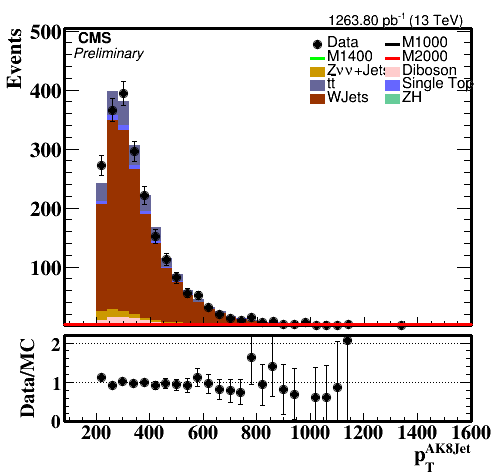 1263.80 pb⁻¹ (13 TeV)
CMS
Preliminary
Data
M1000
M1400
M2000
Zνν+Jets
Diboson
tt
Single Top
WJets
ZH
Events
500
400
300
200
100
Data/MC
2
1
0
200 400 600 800 1000 1200 1400 1600
p_T^AK8Jet